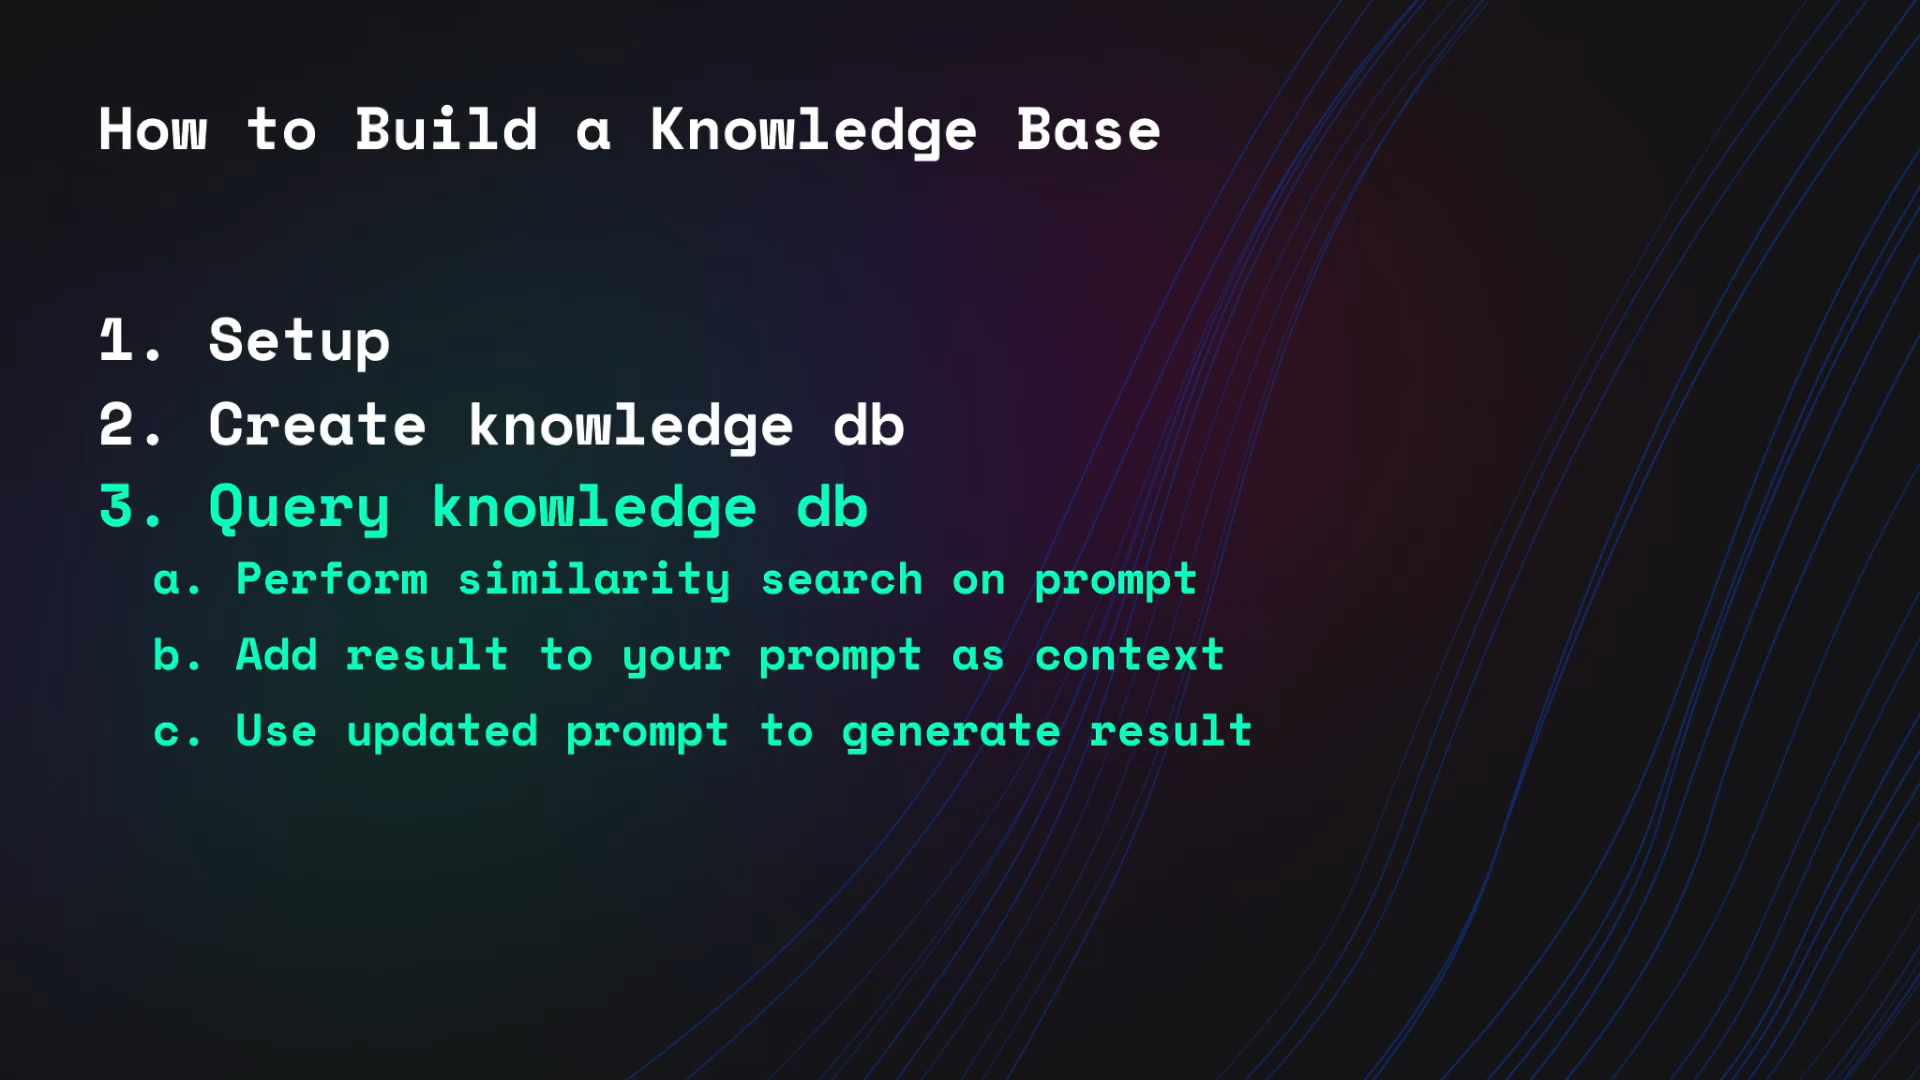 How to Build a Knowledge Base
1. Setup
2. Create knowledge db
3. Query knowledge db
a. Perform similarity search on prompt
b. Add result to your prompt as context
c. Use updated prompt to generate result